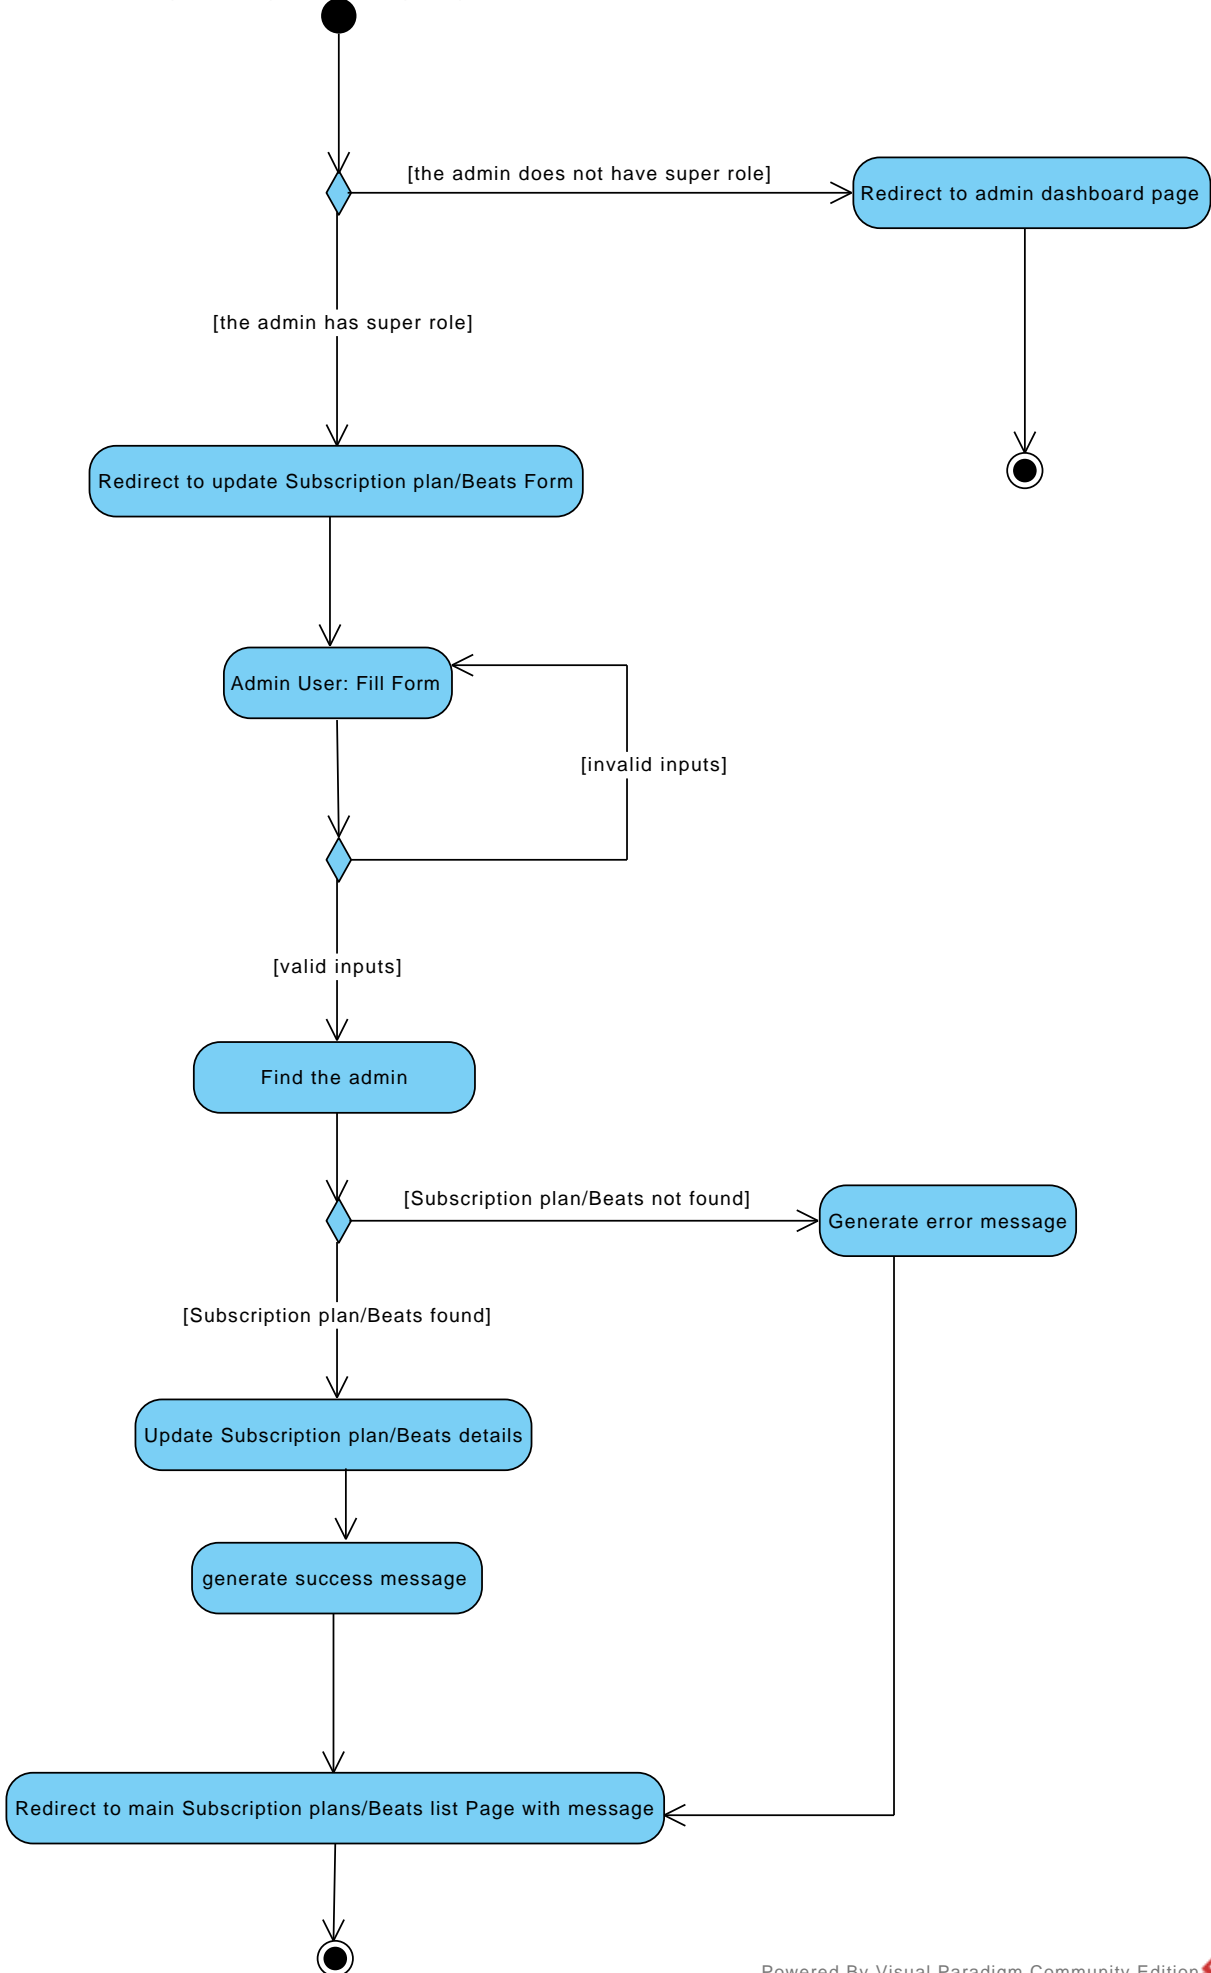 [the admin does not have super role]
Redirect to admin dashboard page
[the admin has super role]
Redirect to update Subscription plan/Beats Form
Admin User: Fill Form
[invalid inputs]
[valid inputs]
Find the admin
[Subscription plan/Beats not found]
Generate error message
[Subscription plan/Beats found]
Update Subscription plan/Beats details
generate success message
Redirect to main Subscription plans/Beats list Page with message
Powered By Visual Paradigm Community Edition